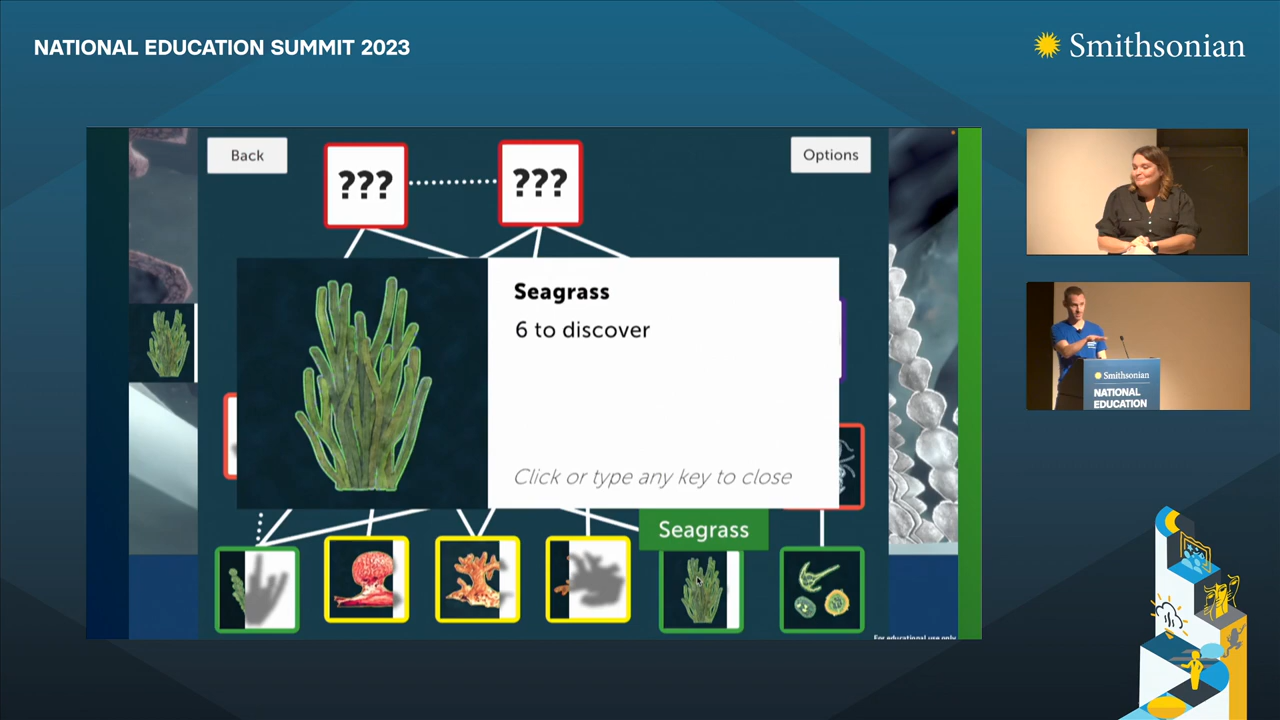 NATIONAL EDUCATION SUMMIT 2023
Smithsonian
Back
Options
???
???
Seagrass
6 to discover
Click or type any key to close
Seagrass
For educational use only
Smithsonian
NATIONAL
EDUCATION